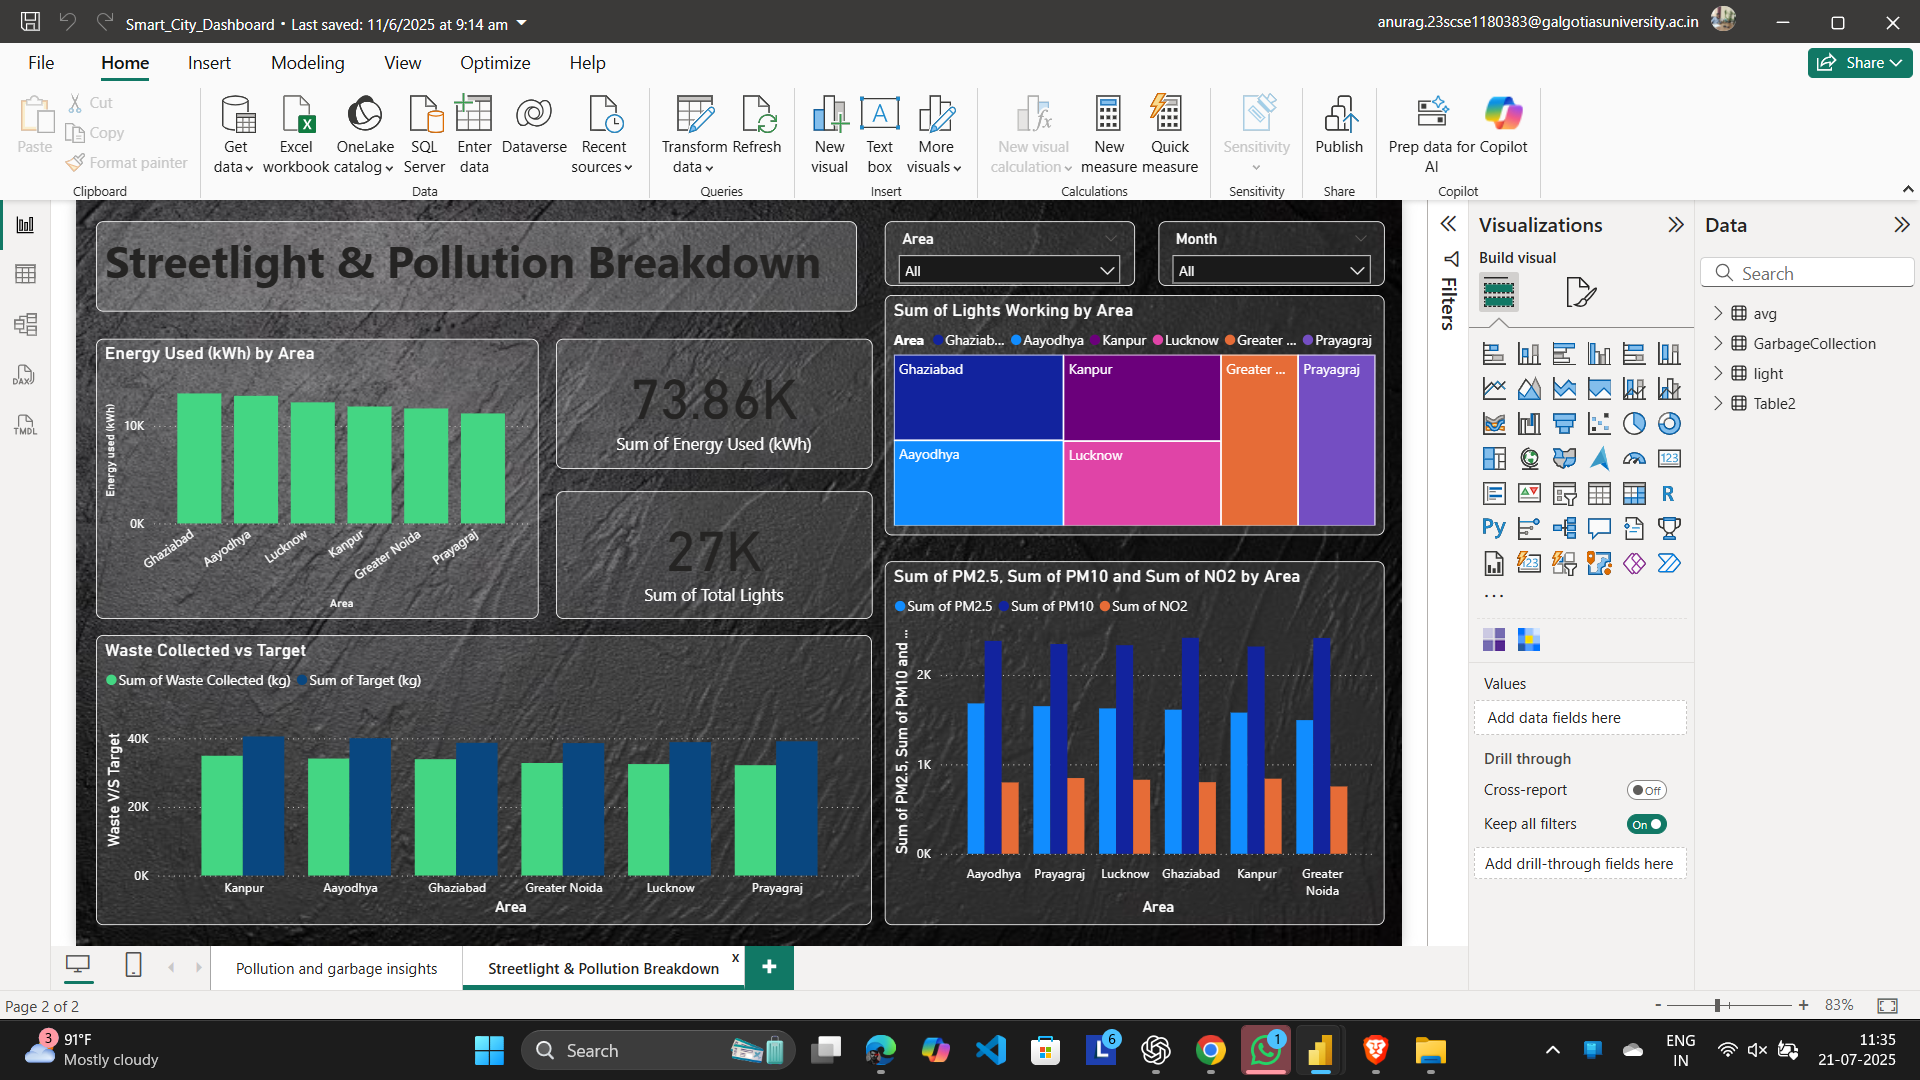 Smart_City_Dashboard • Last saved: 11/6/2025 at 9:14 am
anurag.23scse1180383@galgotiasuniversity.ac.in
File Home Insert Modeling View Optimize Help
Share
Paste
Cut
Copy
Format painter
Clipboard
Get data
Excel workbook
OneLake catalog
SQL Server
Enter data
Dataverse
Recent sources
Data
Transform data
Refresh
Queries
New visual
Text box
More visuals
Insert
New visual calculation
New measure
Quick measure
Calculations
Sensitivity
Sensitivity
Publish
Share
Prep data for AI
Copilot
Copilot
DAX
TMDL
Streetlight & Pollution Breakdown
Area
All
Month
All
Energy Used (kWh) by Area
Energy used (kWh)
10K
0K
Ghaziabad
Aayodhya
Lucknow
Kanpur
Greater Noida
Prayagraj
Area
73.86K
Sum of Energy Used (kWh)
27K
Sum of Total Lights
Sum of Lights Working by Area
Area Ghaziab... Aayodhya Kanpur Lucknow Greater ... Prayagraj
Ghaziabad
Kanpur
Greater ...
Prayagraj
Aayodhya
Lucknow
Waste Collected vs Target
Sum of Waste Collected (kg) Sum of Target (kg)
Waste V/S Target
40K
20K
0K
Kanpur Aayodhya Ghaziabad Greater Noida Lucknow Prayagraj
Area
Sum of PM2.5, Sum of PM10 and Sum of NO2 by Area
Sum of PM2.5 Sum of PM10 Sum of NO2
Sum of PM2.5, Sum of PM10 and ...
2K
1K
0K
Aayodhya Prayagraj Lucknow Ghaziabad Kanpur Greater Noida
Area
Filters
Visualizations
Build visual
123
R
Py
123
...
Values
Add data fields here
Drill through
Cross-report
Off
Keep all filters
On
Add drill-through fields here
Data
Search
avg
GarbageCollection
light
Table2
Pollution and garbage insights
Streetlight & Pollution Breakdown
x
+
Page 2 of 2
- + 83%
3
91°F
Mostly cloudy
Search
L
6
1
ENG
IN
11:35
21-07-2025